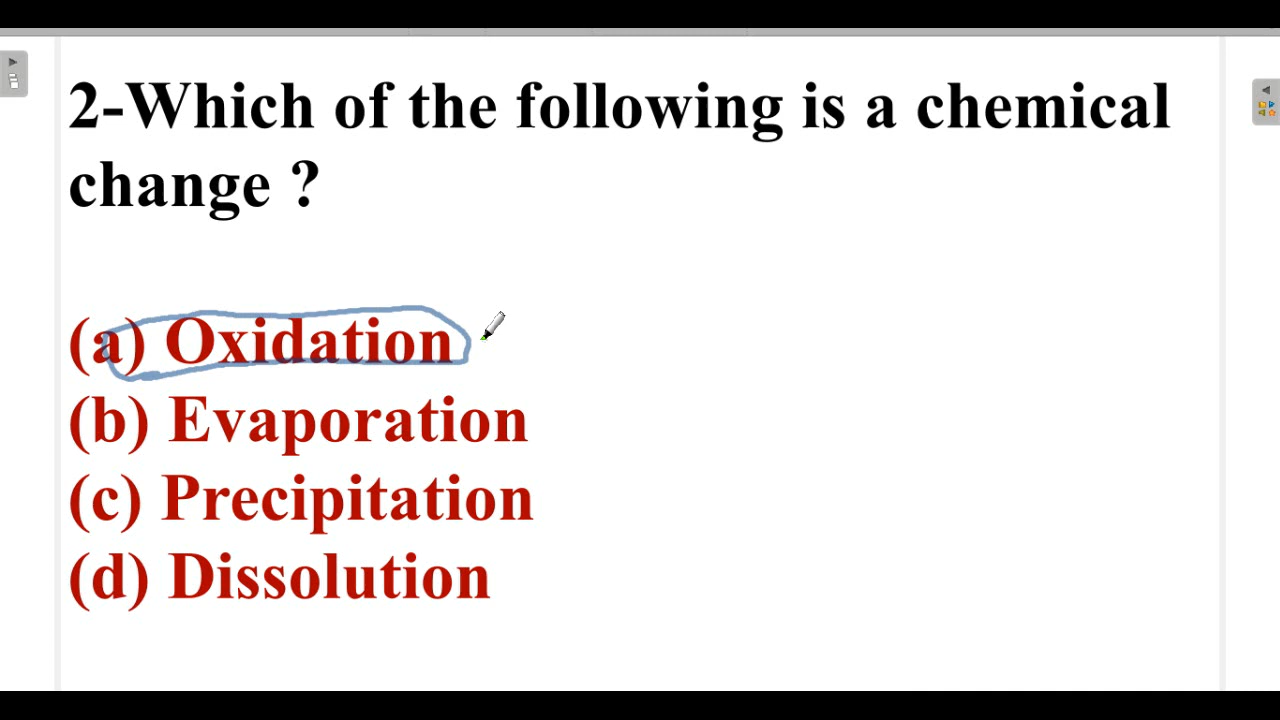 2-Which of the following is a chemical
change ?
(a) Oxidation
(b) Evaporation
(c) Precipitation
(d) Dissolution